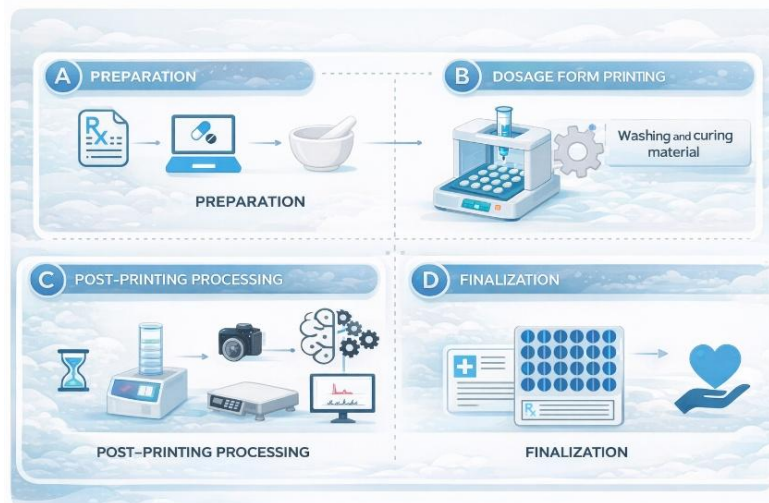 A PREPARATION
B DOSAGE FORM PRINTING
Rx
Washing and curing
material
PREPARATION
C POST-PRINTING PROCESSING
D FINALIZATION
Rx
POST-PRINTING PROCESSING
FINALIZATION